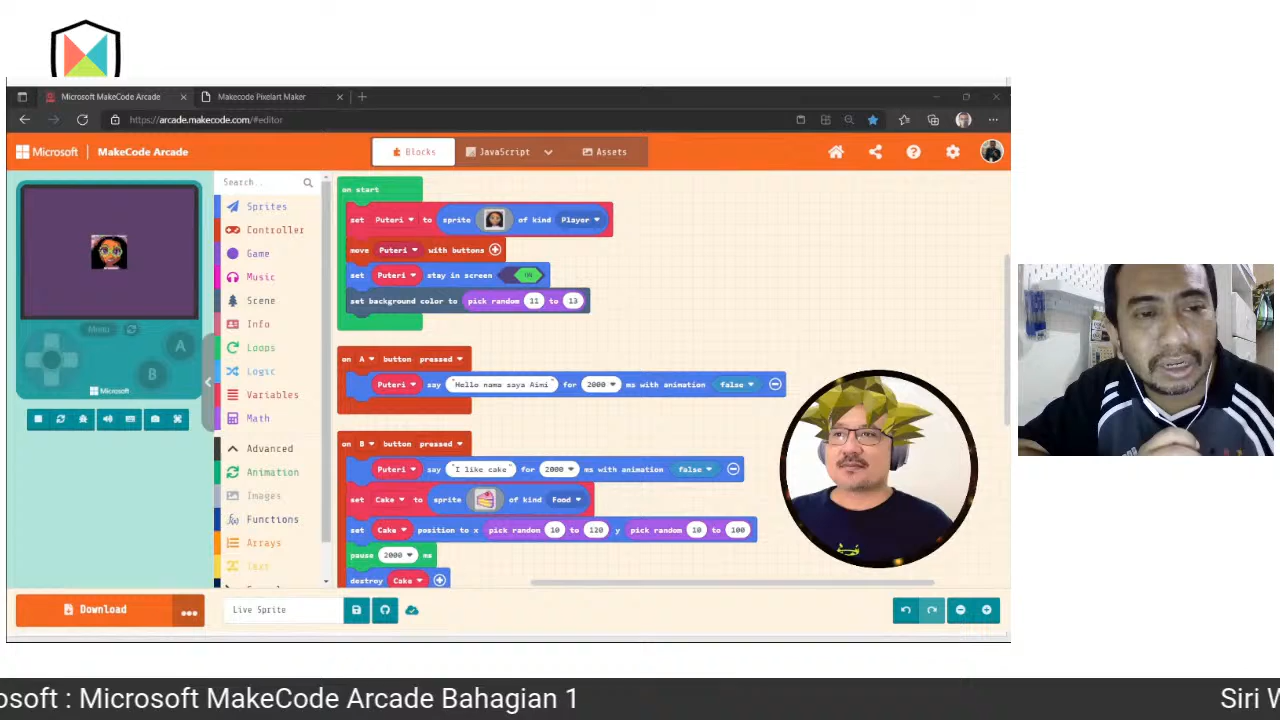 Microsoft MakeCode Arcade
Makecode Pixelart Maker
https://arcade.makecode.com/#editor
Microsoft
MakeCode Arcade
Blocks
JavaScript
Assets
Menu
A
B
Microsoft
Search..
Sprites
Controller
Game
Music
Scene
Info
Loops
Logic
Variables
Math
Advanced
Animation
Images
Functions
Arrays
Text
on start
set Puteri to sprite of kind Player
move Puteri with buttons
set Puteri stay in screen ON
set background color to pick random 11 to 13
on A button pressed
Puteri say "Hello nama saya Aimi" for 2000 ms with animation false
on B button pressed
Puteri say "I like cake" for 2000 ms with animation false
set Cake to sprite of kind Food
set Cake position to x pick random 10 to 120 y pick random 10 to 100
pause 2000 ms
destroy Cake
Download
Live Sprite
osoft : Microsoft MakeCode Arcade Bahagian 1
Siri